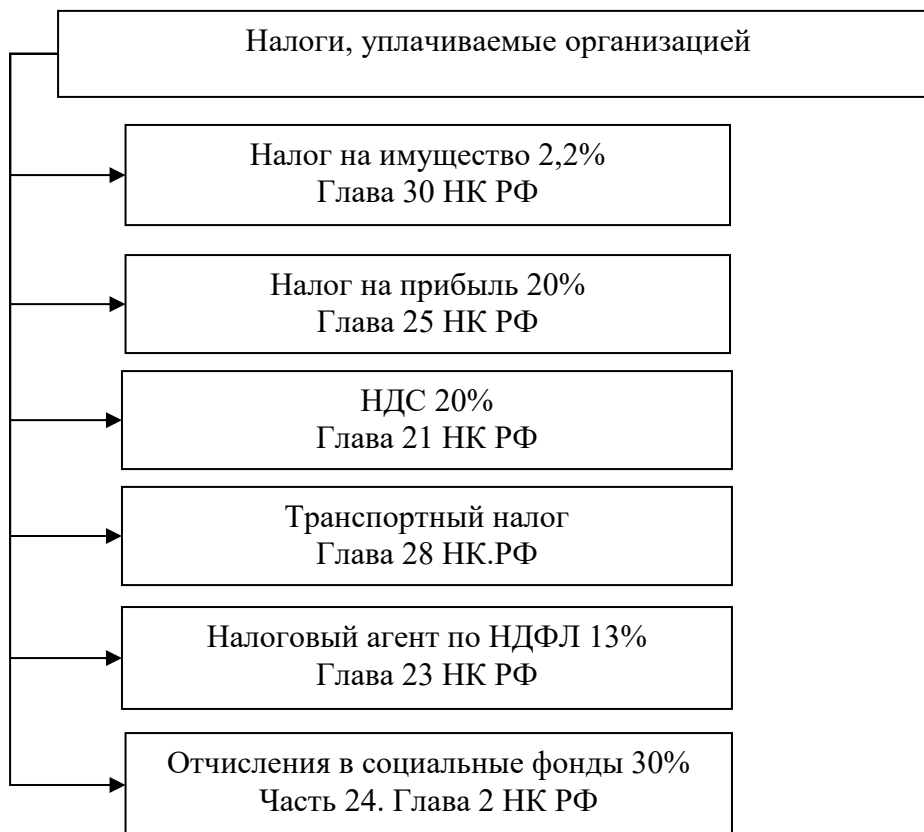 Налоги, уплачиваемые организацией
Налог на имущество 2,2%
Глава 30 НК РФ
Налог на прибыль 20%
Глава 25 НК РФ
НДС 20%
Глава 21 НК РФ
Транспортный налог
Глава 28 НК.РФ
Налоговый агент по НДФЛ 13%
Глава 23 НК РФ
Отчисления в социальные фонды 30%
Часть 24. Глава 2 НК РФ